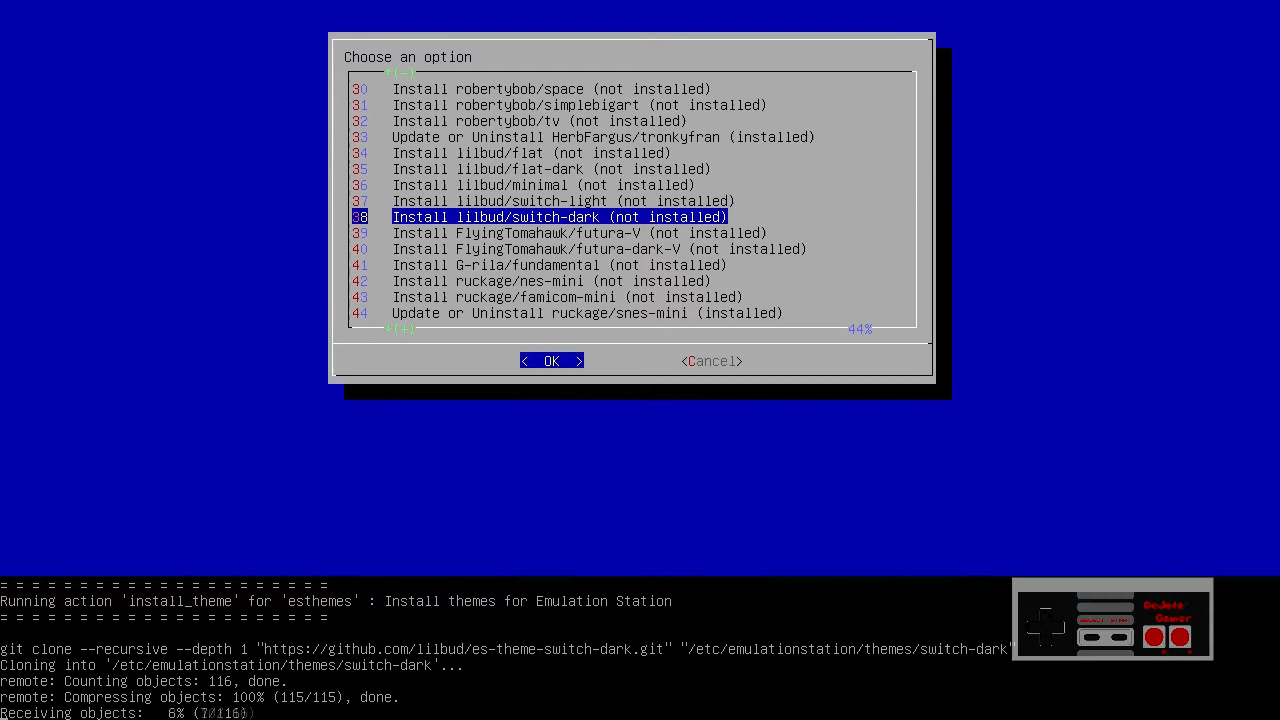 Choose an option
↑(-)
30 Install robertybob/space (not installed)
31 Install robertybob/simplebigart (not installed)
32 Install robertybob/tv (not installed)
33 Update or Uninstall HerbFargus/tronkyfran (installed)
34 Install lilbud/flat (not installed)
35 Install lilbud/flat-dark (not installed)
36 Install lilbud/minimal (not installed)
37 Install lilbud/switch-light (not installed)
38 Install lilbud/switch-dark (not installed)
39 Install FlyingTomahawk/futura-V (not installed)
40 Install FlyingTomahawk/futura-dark-V (not installed)
41 Install G-rila/fundamental (not installed)
42 Install ruckage/nes-mini (not installed)
43 Install ruckage/famicom-mini (not installed)
44 Update or Uninstall ruckage/snes-mini (installed)
↓(+) 44%
< OK > <Cancel>
= = = = = = = = = = = = = = = = = = = = =
Running action 'install_theme' for 'esthemes' : Install themes for Emulation Station
= = = = = = = = = = = = = = = = = = = = =
git clone --recursive --depth 1 "https://github.com/lilbud/es-theme-switch-dark.git" "/etc/emulationstation/themes/switch-dark"
Cloning into '/etc/emulationstation/themes/switch-dark'...
remote: Counting objects: 116, done.
remote: Compressing objects: 100% (115/115), done.
Receiving objects: 6%
Gamer